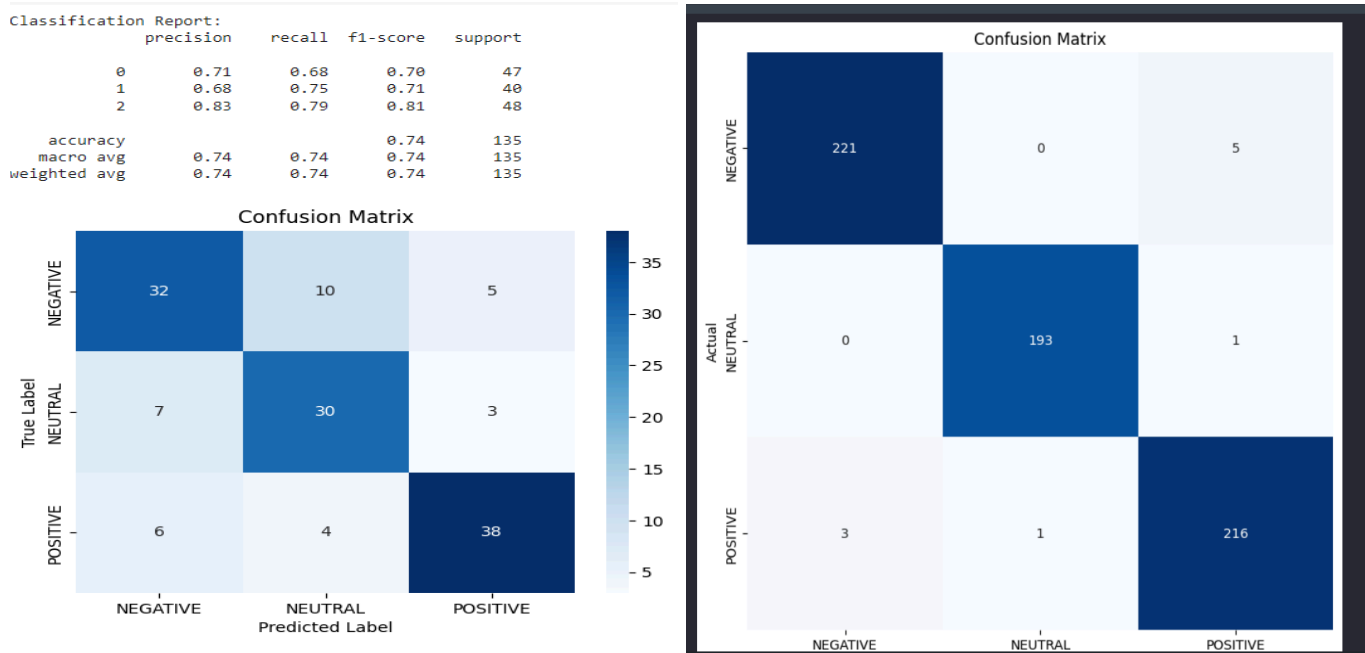 Classification Report:
precision recall f1-score support
0 0.71 0.68 0.70 47
1 0.68 0.75 0.71 40
2 0.83 0.79 0.81 48
accuracy 0.74 135
macro avg 0.74 0.74 0.74 135
weighted avg 0.74 0.74 0.74 135
Confusion Matrix
True Label
NEGATIVE
32 10 5
NEUTRAL
7 30 3
POSITIVE
6 4 38
NEGATIVE NEUTRAL POSITIVE
Predicted Label
35
30
25
20
15
10
5
Confusion Matrix
Actual
NEGATIVE
221 0 5
NEUTRAL
0 193 1
POSITIVE
3 1 216
NEGATIVE NEUTRAL POSITIVE